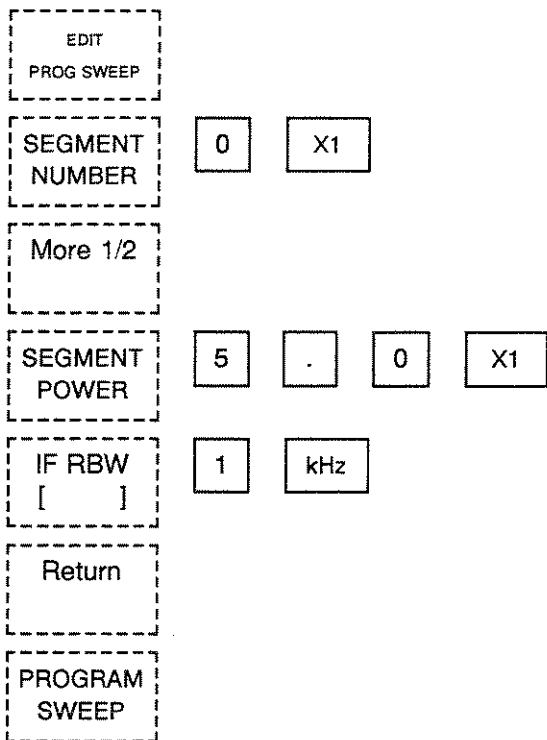 EDIT
PROG SWEEP
SEGMENT
NUMBER
0 X1
More 1/2
SEGMENT
POWER
5 . 0 X1
IF RBW
[ ]
1 kHz
Return
PROGRAM
SWEEP